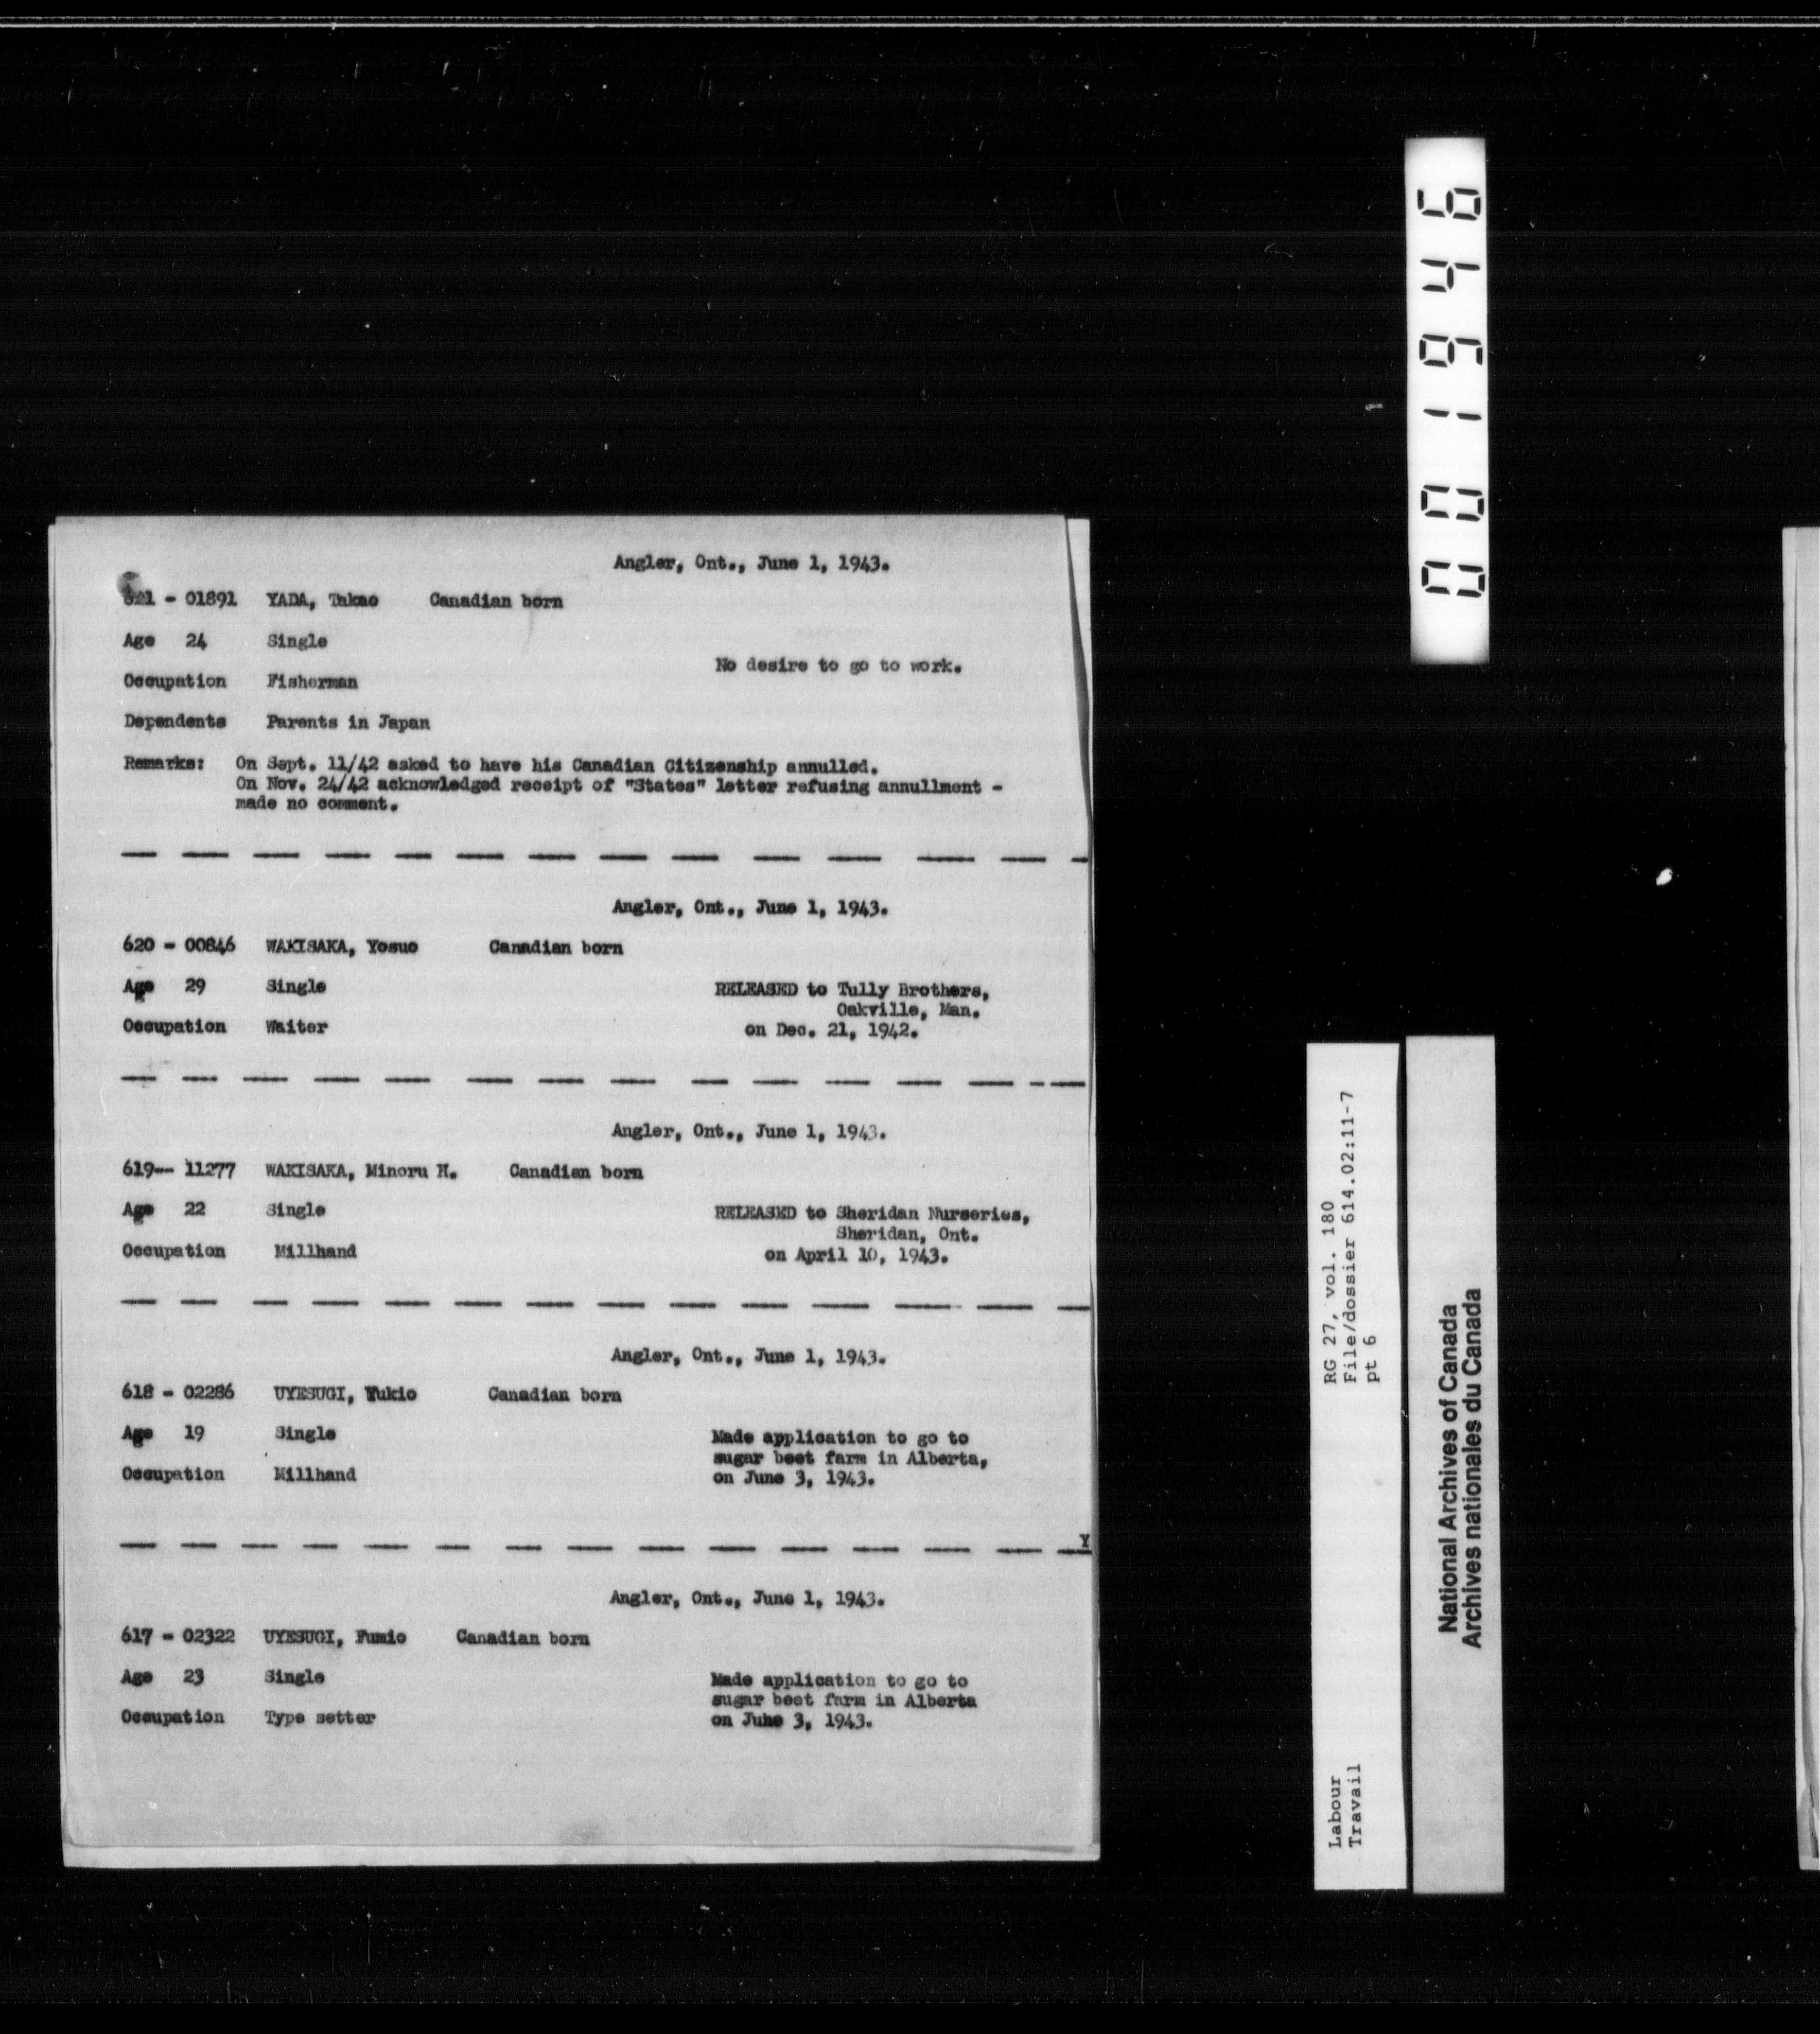 Angler, Ont., June 1, 1943.
621 - 01891 YADA, Takao Canadian born
Age 24 Single
No desire to go to work.
Occupation Fisherman
Dependents Parents in Japan
Remarks: On Sept. 11/42 asked to have his Canadian Citizenship annulled.
On Nov. 24/42 acknowledged receipt of "States" letter refusing annullment -
made no comment.
Angler, Ont., June 1, 1943.
620 - 00846 WAKISAKA, Yosuo Canadian born
Age 29 Single RELEASED to Tully Brothers,
Oakville, Man.
Occupation Waiter on Dec. 21, 1942.
Angler, Ont., June 1, 1943.
619-- 11277 WAKISAKA, Minoru H. Canadian born
Age 22 Single RELEASED to Sheridan Nurseries,
Sheridan, Ont.
Occupation Millhand on April 10, 1943.
Angler, Ont., June 1, 1943.
618 - 02286 UYESUGI, Yukio Canadian born
Age 19 Single Made application to go to
sugar beet farm in Alberta,
Occupation Millhand on June 3, 1943.
Y
Angler, Ont., June 1, 1943.
617 - 02322 UYESUGI, Fumio Canadian born
Age 23 Single Made application to go to
sugar beet farm in Alberta
Occupation Type setter on Juhe 3, 1943.
001946
RG 27, vol. 180
File/dossier 614.02:11-7
pt 6
Labour
Travail
National Archives of Canada
Archives nationales du Canada